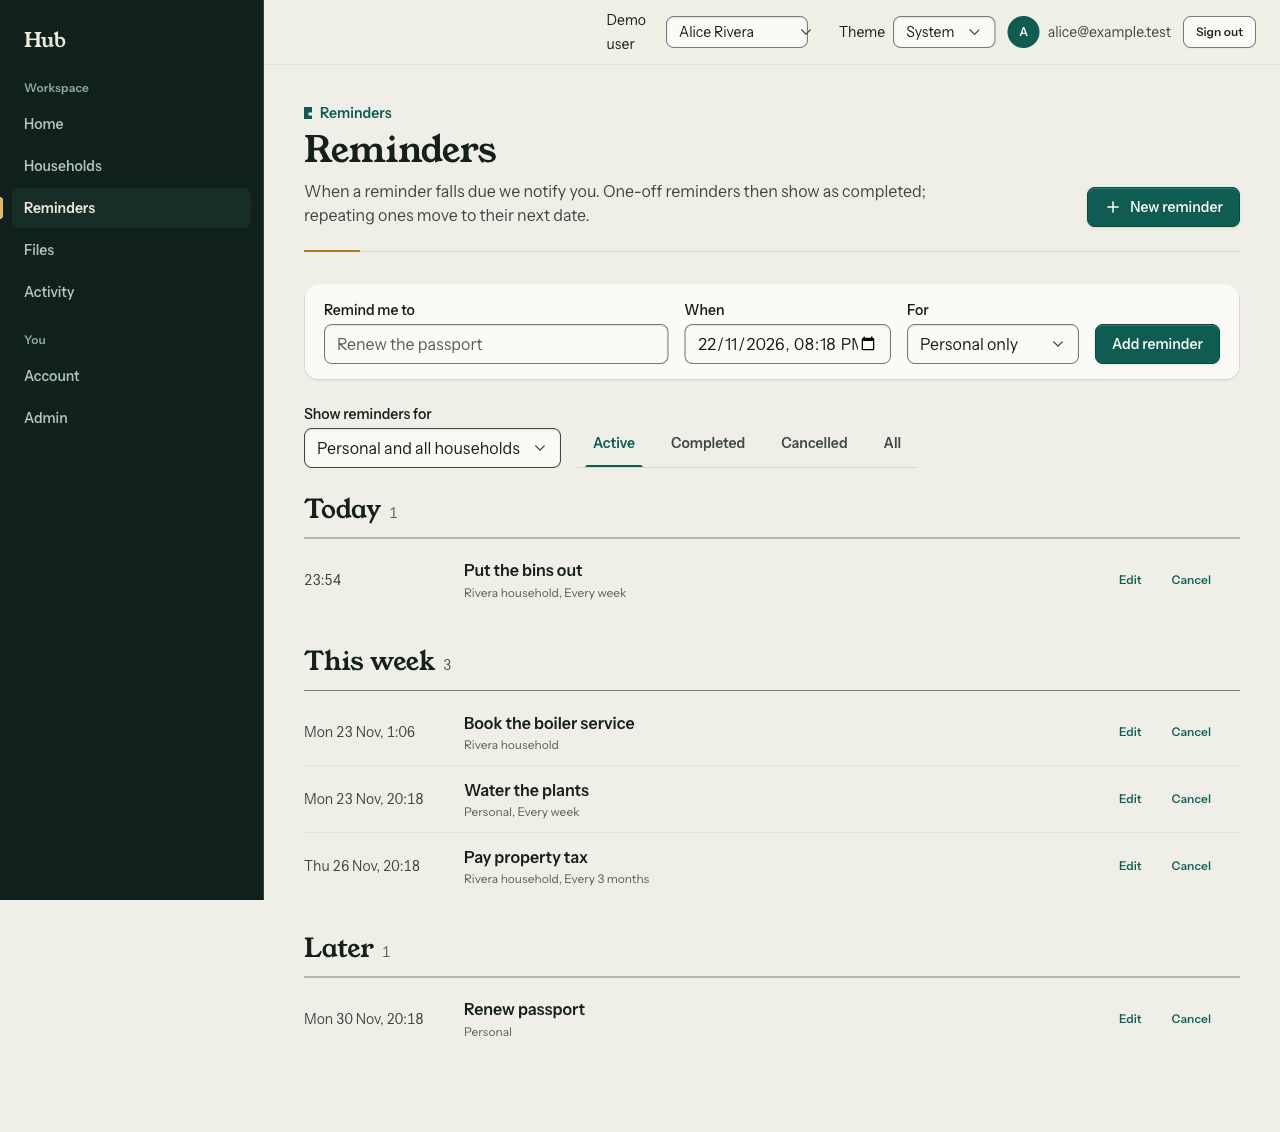 Hub
Workspace
Home
Households
Reminders
Files
Activity
You
Account
Admin
Demo user
Alice Rivera
Theme
System
A
alice@example.test
Sign out
Reminders
Reminders
When a reminder falls due we notify you. One-off reminders then show as completed;
repeating ones move to their next date.
New reminder
Remind me to
Renew the passport
When
22/11/2026, 08:18 PM
For
Personal only
Add reminder
Show reminders for
Personal and all households
Active
Completed
Cancelled
All
Today 1
23:54
Put the bins out
Rivera household, Every week
Edit
Cancel
This week 3
Mon 23 Nov, 1:06
Book the boiler service
Rivera household
Edit
Cancel
Mon 23 Nov, 20:18
Water the plants
Personal, Every week
Edit
Cancel
Thu 26 Nov, 20:18
Pay property tax
Rivera household, Every 3 months
Edit
Cancel
Later 1
Mon 30 Nov, 20:18
Renew passport
Personal
Edit
Cancel